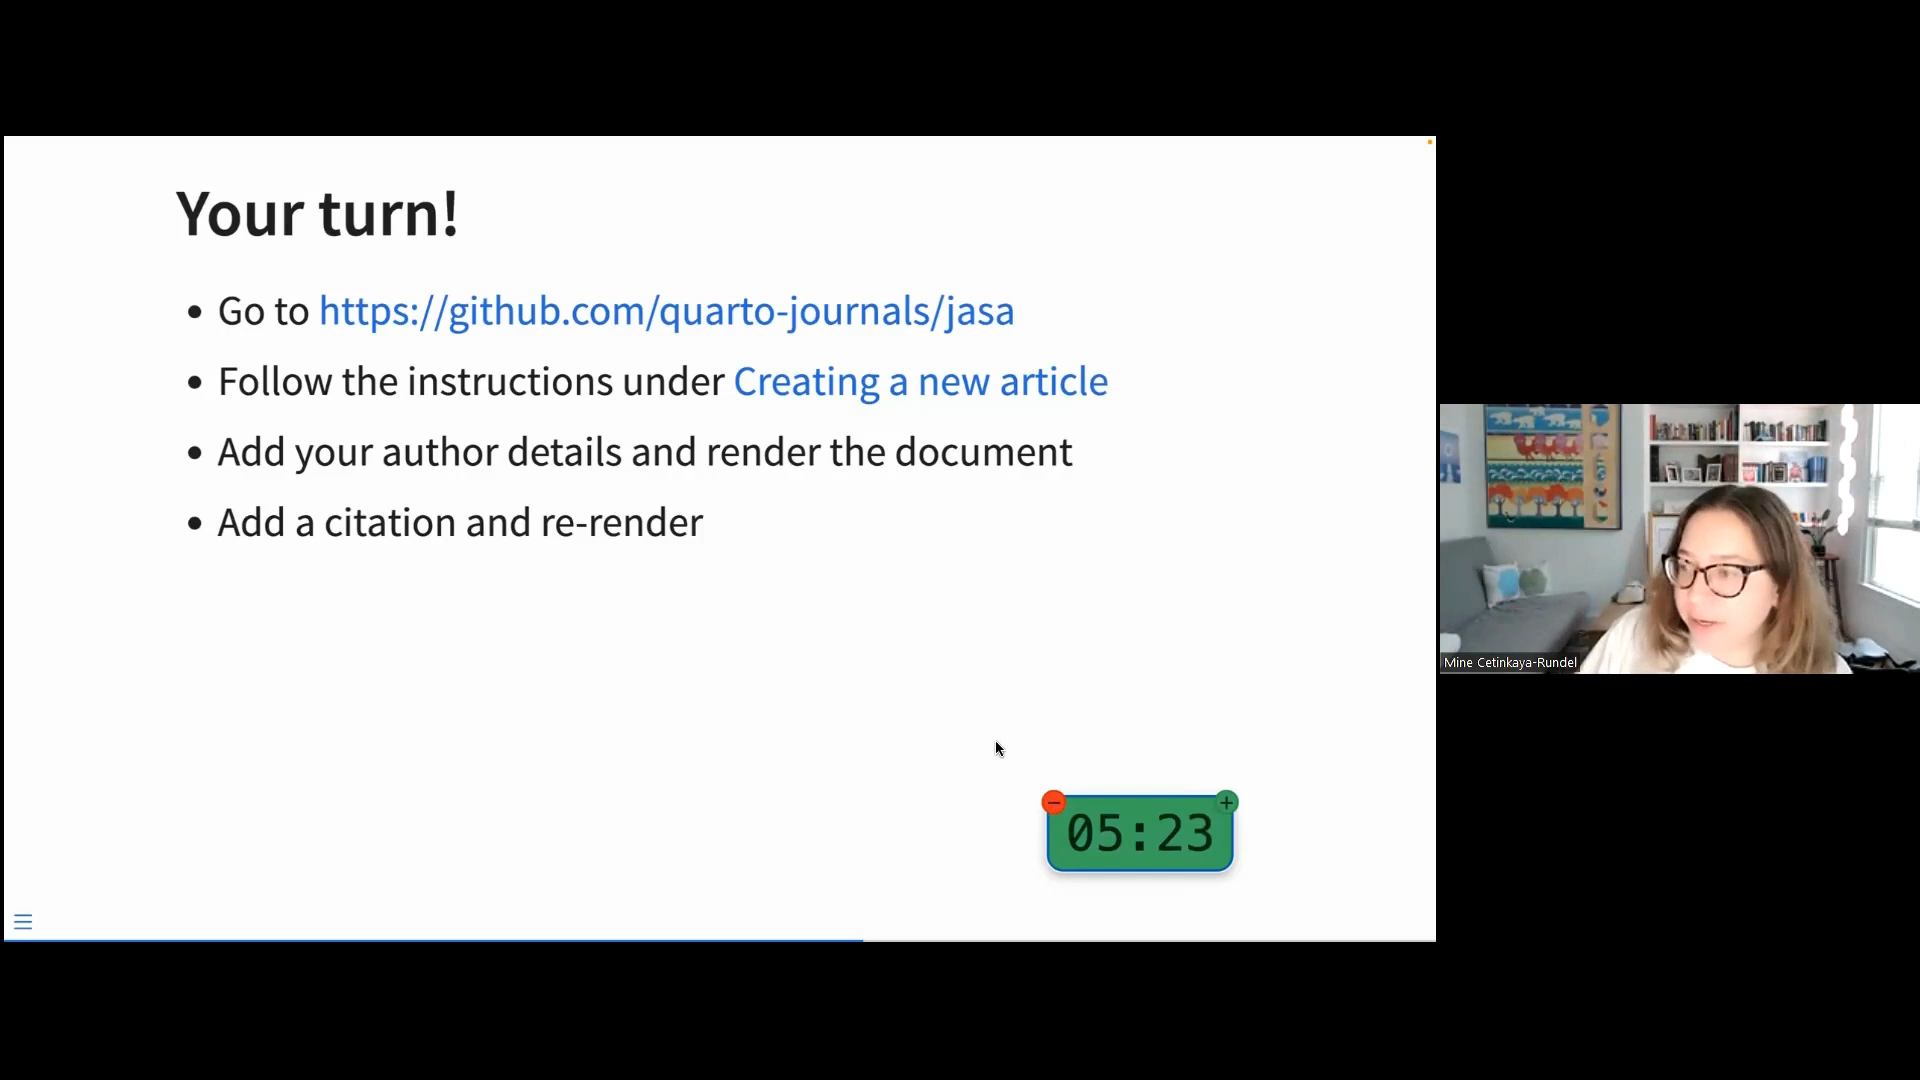 Your turn!
• Go to https://github.com/quarto-journals/jasa
• Follow the instructions under Creating a new article
• Add your author details and render the document
• Add a citation and re-render
05:23
Mine Cetinkaya-Rundel